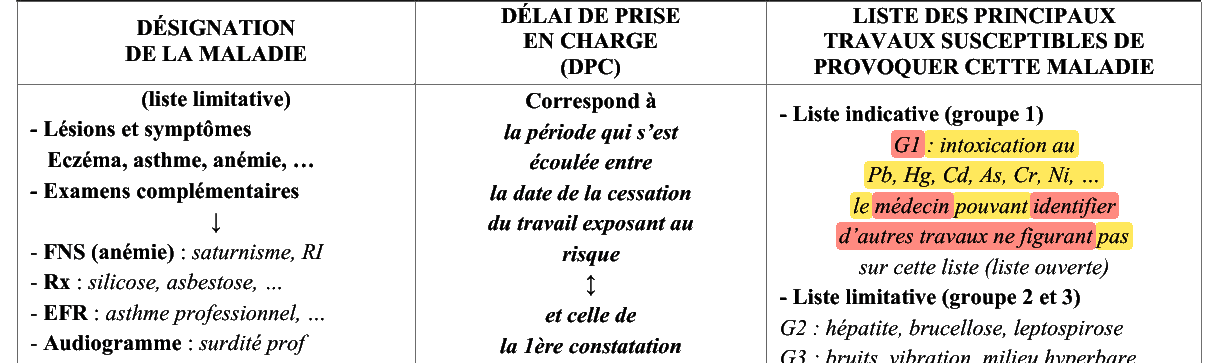 DÉSIGNATION
DE LA MALADIE
DÉLAI DE PRISE
EN CHARGE
(DPC)
LISTE DES PRINCIPAUX
TRAVAUX SUSCEPTIBLES DE
PROVOQUER CETTE MALADIE
(liste limitative)
- Lésions et symptômes
Eczéma, asthme, anémie, …
- Examens complémentaires
↓
- FNS (anémie) : saturnisme, RI
- Rx : silicose, asbestose, …
- EFR : asthme professionnel, …
- Audiogramme : surdité prof
Correspond à
la période qui s’est
écoulée entre
la date de la cessation
du travail exposant au
risque
↕
et celle de
la 1ère constatation
- Liste indicative (groupe 1)
G1 : intoxication au
Pb, Hg, Cd, As, Cr, Ni, …
le médecin pouvant identifier
d’autres travaux ne figurant pas
sur cette liste (liste ouverte)
- Liste limitative (groupe 2 et 3)
G2 : hépatite, brucellose, leptospirose
G3 : bruits, vibration, milieu hyperbare